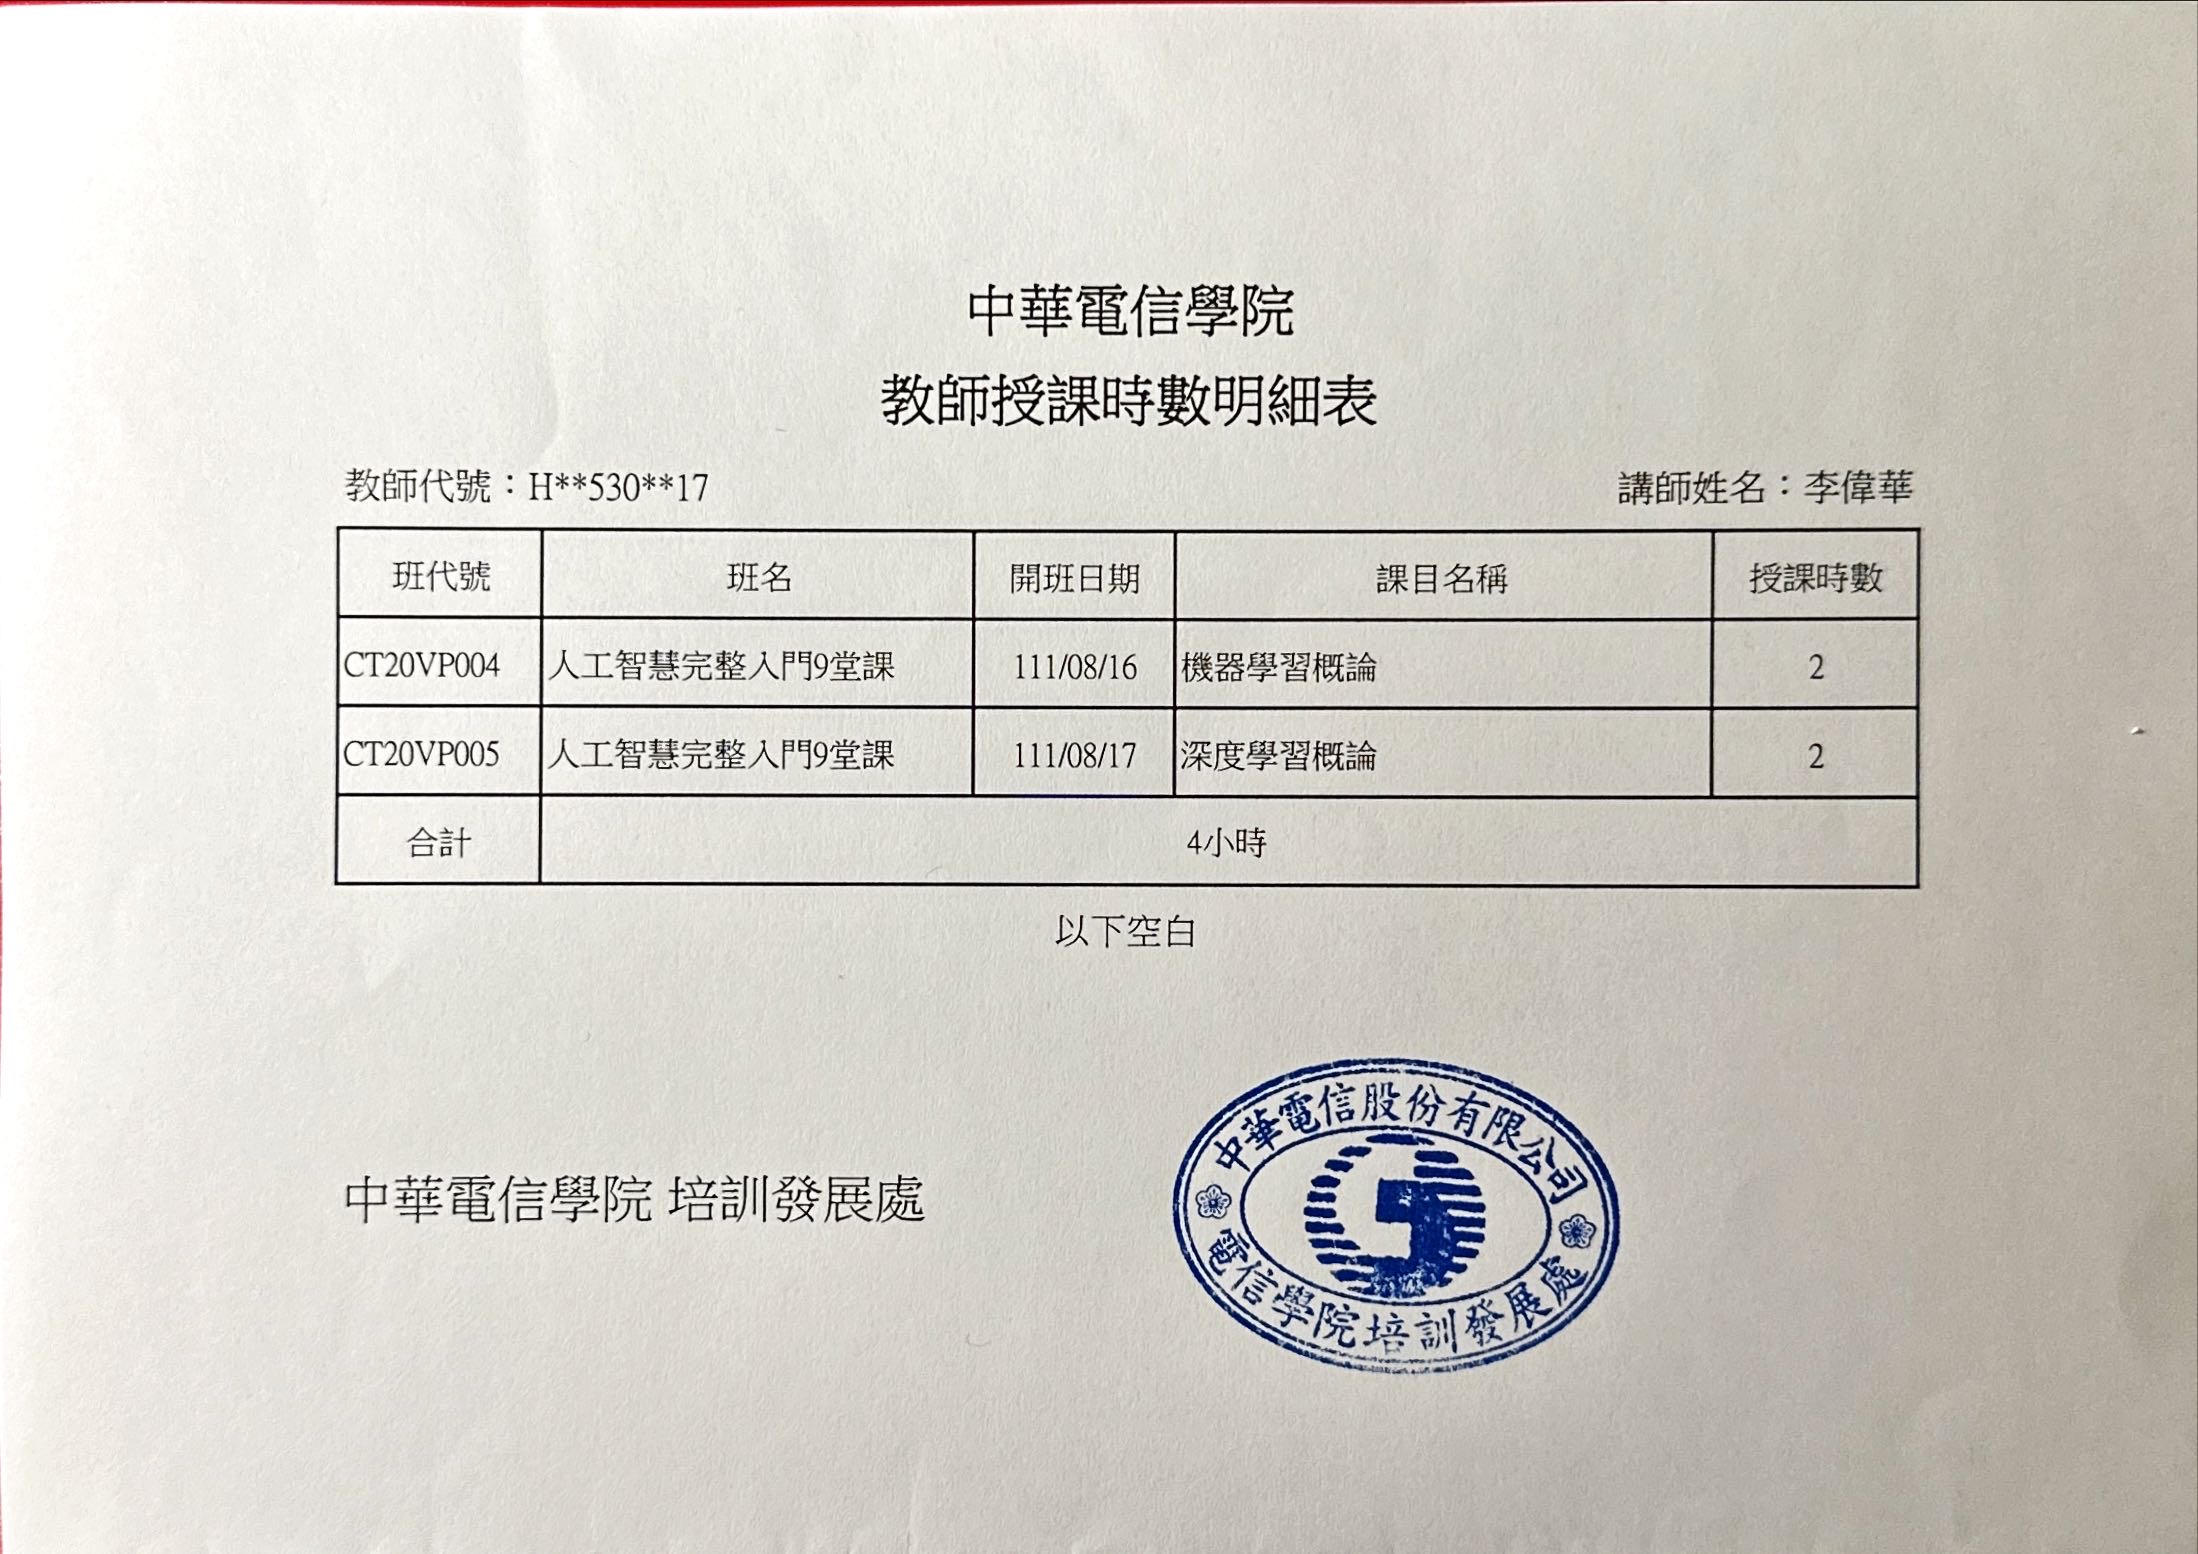 中華電信學院
教師授課時數明細表
教師代號：H**530**17 講師姓名：李偉華
班代號 班名 開班日期 課目名稱 授課時數
CT20VP004 人工智慧完整入門9堂課 111/08/16 機器學習概論 2
CT20VP005 人工智慧完整入門9堂課 111/08/17 深度學習概論 2
合計 4小時
以下空白
中華電信學院 培訓發展處
中華電信股份有限公司
電信學院培訓發展處